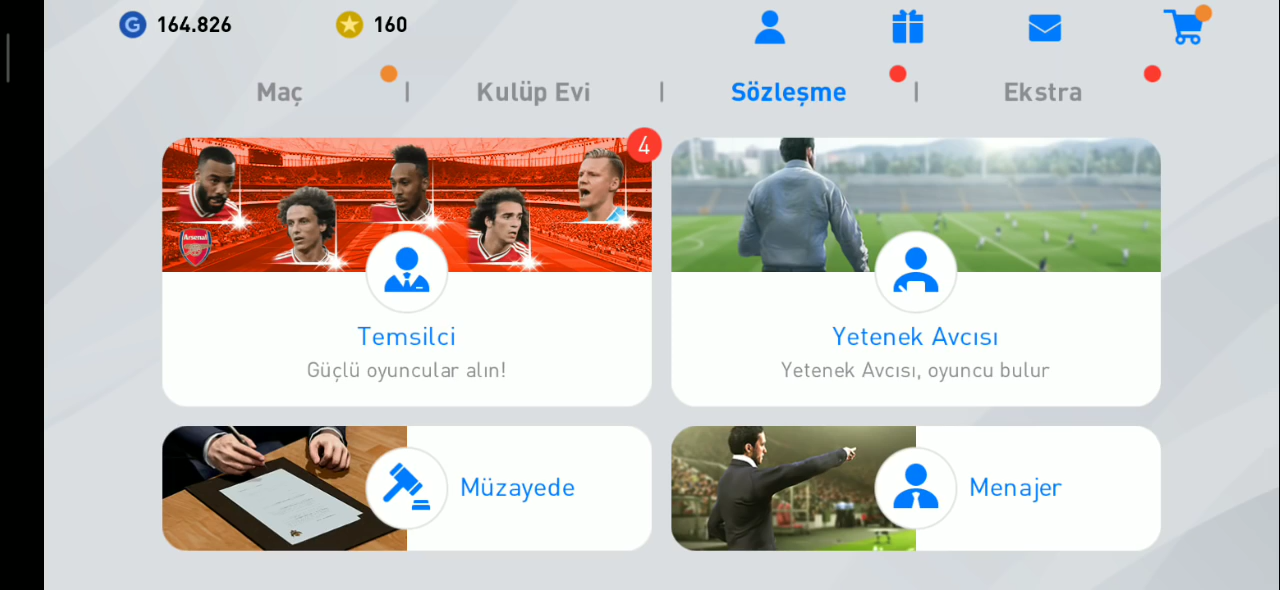 G 164.826 160
Maç | Kulüp Evi | Sözleşme | Ekstra
4
Arsenal
Temsilci
Güçlü oyuncular alın!
Yetenek Avcısı
Yetenek Avcısı, oyuncu bulur
Müzayede
Menajer